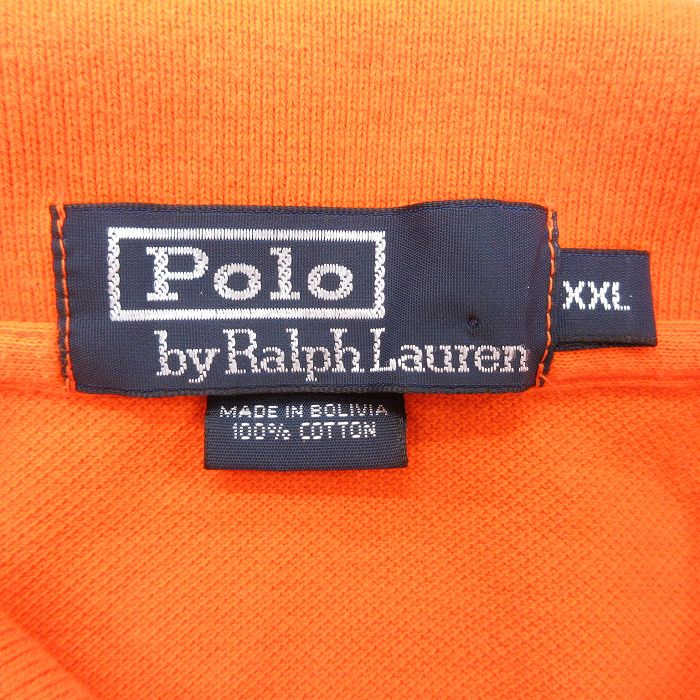 Polo
by Ralph Lauren
XXL
MADE IN BOLIVIA
100% COTTON